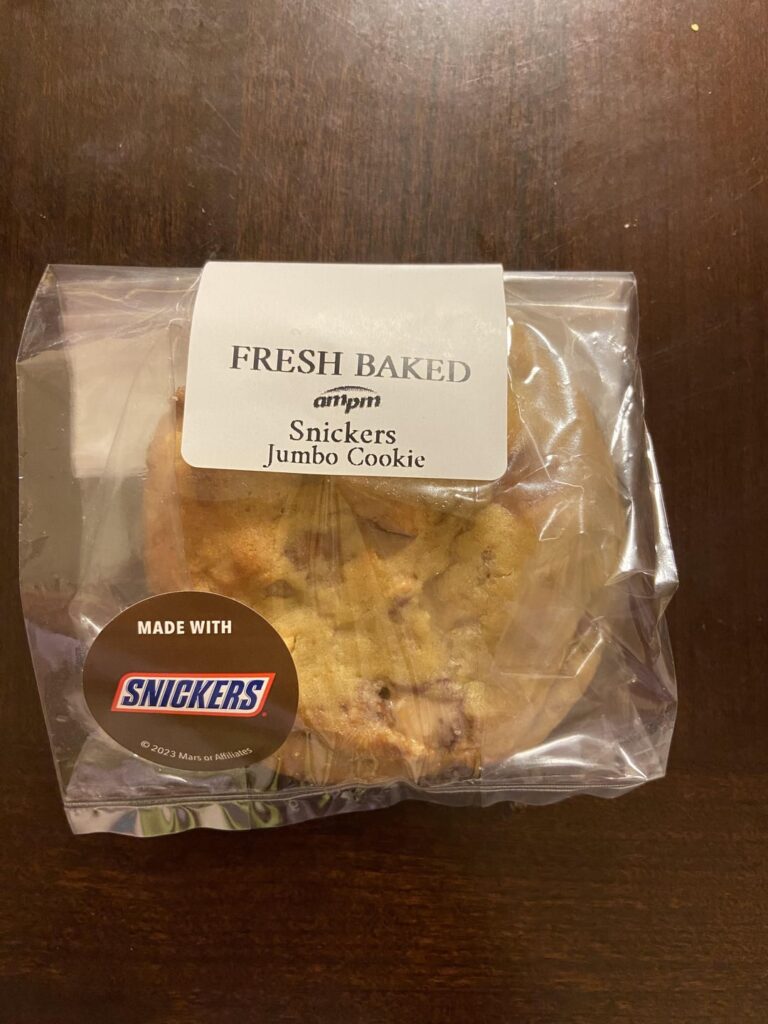 FRESH BAKED
ampm
Snickers
Jumbo Cookie
MADE WITH
SNICKERS
© 2023 Mars or Affiliates